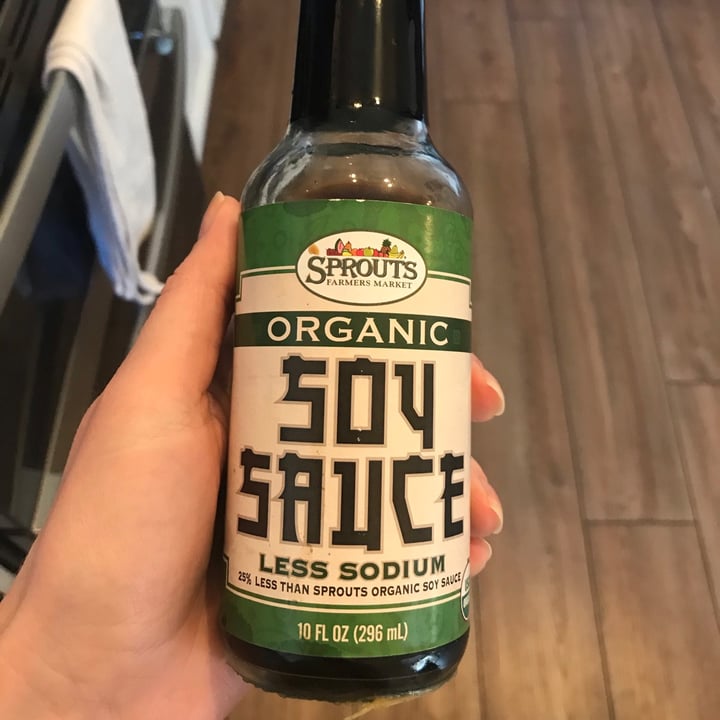 SPROUTS
FARMERS MARKET
ORGANIC
SOY
SAUCE
LESS SODIUM
25% LESS THAN SPROUTS ORGANIC SOY SAUCE
10 FL OZ (296 mL)